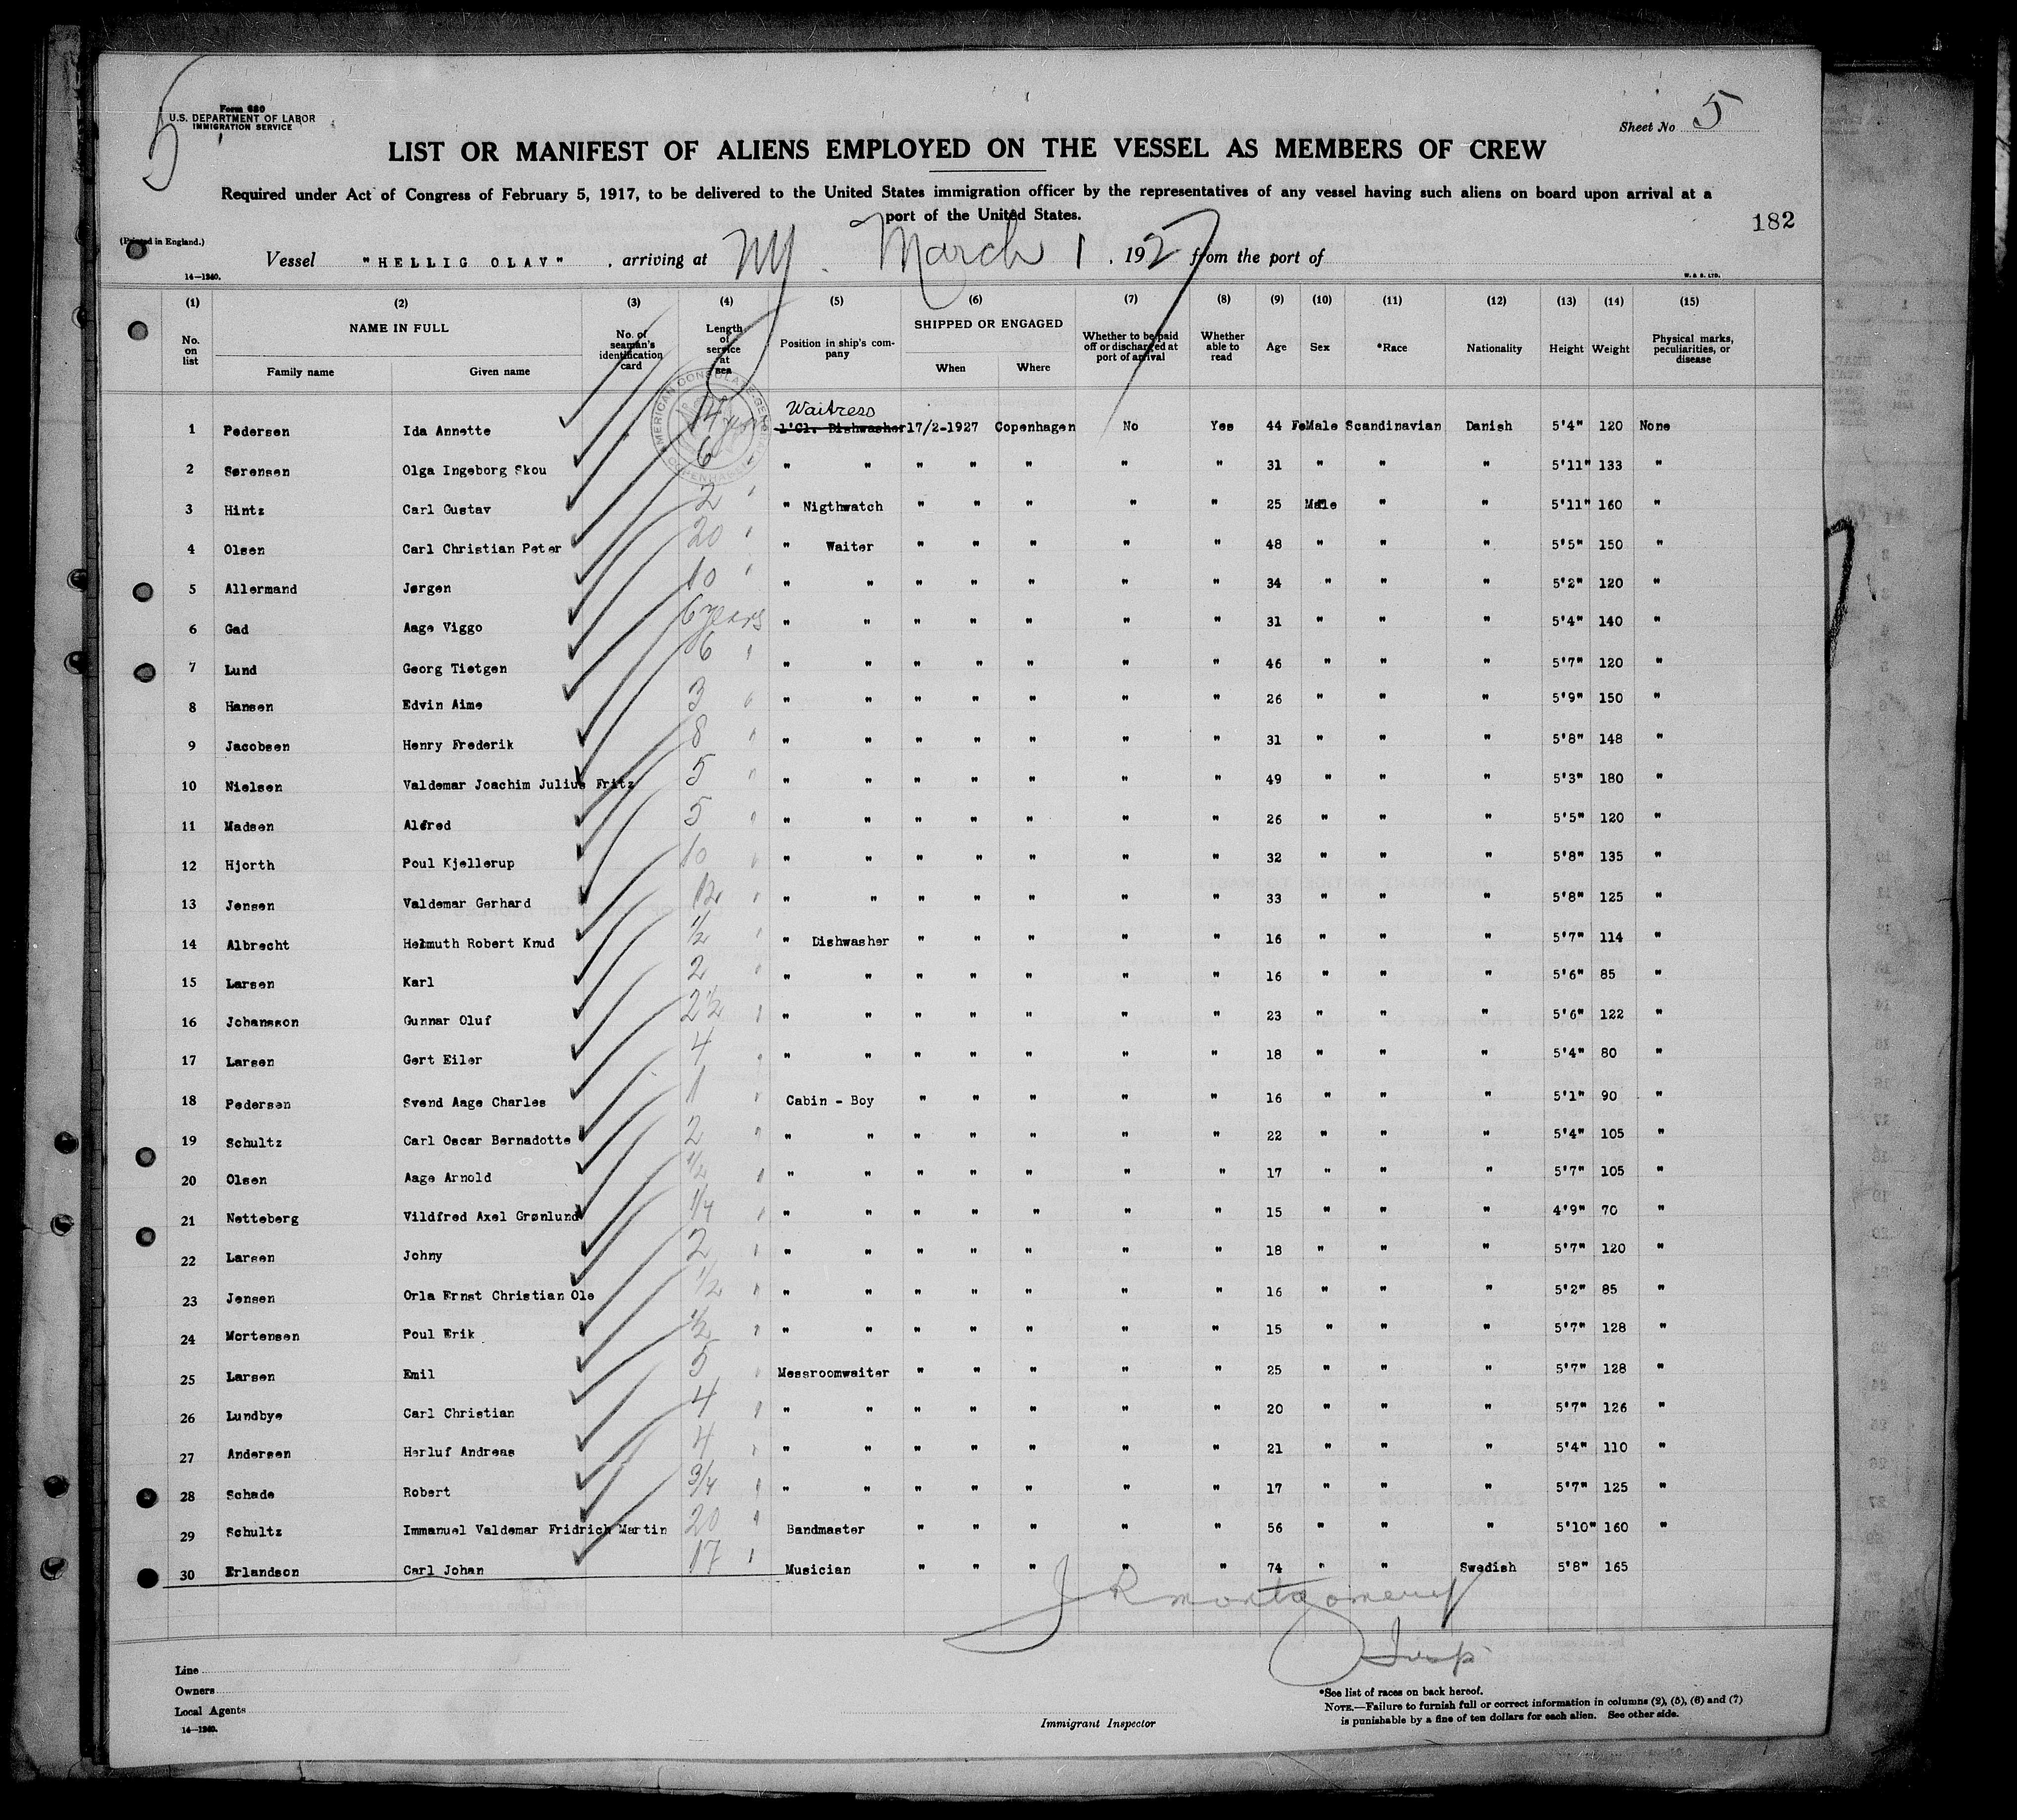 5
Form 680
U.S. DEPARTMENT OF LABOR
IMMIGRATION SERVICE
Sheet No 5
LIST OR MANIFEST OF ALIENS EMPLOYED ON THE VESSEL AS MEMBERS OF CREW
Required under Act of Congress of February 5, 1917, to be delivered to the United States immigration officer by the representatives of any vessel having such aliens on board upon arrival at a
port of the United States.
182
(Printed in England.)
Vessel "HELLIG OLAV" , arriving at NY. March 1 , 1927 from the port of
14—1240.
W. & S. LTD.
(1) (2) (3) (4) (5) (6) (7) (8) (9) (10) (11) (12) (13) (14) (15)
No. on list NAME IN FULL Family name Given name No. of seaman's identification card Length of service at sea Position in ship's company SHIPPED OR ENGAGED When Where Whether to be paid off or discharged at port of arrival Whether able to read Age Sex *Race Nationality Height Weight Physical marks, peculiarities, or disease
Waitress
1 Pedersen Ida Annette 14 years 1'Cl. Dishwasher 17/2-1927 Copenhagen No Yes 44 FeMale Scandinavian Danish 5'4" 120 None
2 Sørensen Olga Ingeborg Skou 6 " " " " " " " 31 " " " 5'11" 133 "
3 Hintz Carl Gustav 2 " " Nigthwatch " " " " " 25 Male " " 5'11" 160 "
4 Olsen Carl Christian Peter 20 " " Waiter " " " " " 48 " " " 5'5" 150 "
5 Allermand Jørgen 10 " " " " " " " " 34 " " " 5'2" 120 "
6 Gad Aage Viggo 6 years " " " " " " " 31 " " " 5'4" 140 "
7 Lund Georg Tietgen 6 " " " " " " " " 46 " " " 5'7" 120 "
8 Hansen Edvin Aime 3 " " " " " " " " 26 " " " 5'9" 150 "
9 Jacobsen Henry Frederik 8 " " " " " " " " 31 " " " 5'8" 148 "
10 Nielsen Valdemar Joachim Julius Fritz 5 " " " " " " " " 49 " " " 5'3" 180 "
11 Madsen Alfred 5 " " " " " " " " 26 " " " 5'5" 120 "
12 Hjorth Poul Kjellerup 10 " " " " " " " " 32 " " " 5'8" 135 "
13 Jensen Valdemar Gerhard 12 " " " " " " " " 33 " " " 5'8" 125 "
14 Albrecht Helmuth Robert Knud 1/2 " " Dishwasher " " " " " 16 " " " 5'7" 114 "
15 Larsen Karl 2 " " " " " " " " 16 " " " 5'6" 85 "
16 Johansson Gunnar Oluf 2 1/2 " " " " " " " " 23 " " " 5'6" 122 "
17 Larsen Gert Eiler 4 " " " " " " " " 18 " " " 5'4" 80 "
18 Pedersen Svend Aage Charles 1 " Cabin - Boy " " " " " 16 " " " 5'1" 90 "
19 Schultz Carl Oscar Bernadotte 2 " " " " " " " " 22 " " " 5'4" 105 "
20 Olsen Aage Arnold 1/2 " " " " " " " " 17 " " " 5'7" 105 "
21 Netteberg Vildfred Axel Grønlund 1/4 " " " " " " " " 15 " " " 4'9" 70 "
22 Larsen Johny 2 " " " " " " " " 18 " " " 5'7" 120 "
23 Jensen Orla Ernst Christian Ole 1/2 " " " " " " " " 16 " " " 5'2" 85 "
24 Mortensen Poul Erik 1/2 " " " " " " " " 15 " " " 5'7" 128 "
25 Larsen Emil 5 " Messroomwaiter " " " " " 25 " " " 5'7" 128 "
26 Lundbye Carl Christian 4 " " " " " " " " 20 " " " 5'7" 126 "
27 Andersen Herluf Andreas 4 " " " " " " " " 21 " " " 5'4" 110 "
28 Schade Robert 3/4 " " " " " " " " 17 " " " 5'7" 125 "
29 Schultz Immanuel Valdemar Fridrich Martin 20 " Bandmaster " " " " " 56 " " " 5'10" 160 "
30 Erlandson Carl Johan 17 " Musician " " " " " 74 " " Swedish 5'8" 165
J R Montgomery
Insp
Line
Owners
Local Agents
14—1240.
Immigrant Inspector
*See list of races on back hereof.
NOTE.—Failure to furnish full or correct information in columns (2), (5), (6) and (7)
is punishable by a fine of ten dollars for each alien. See other side.